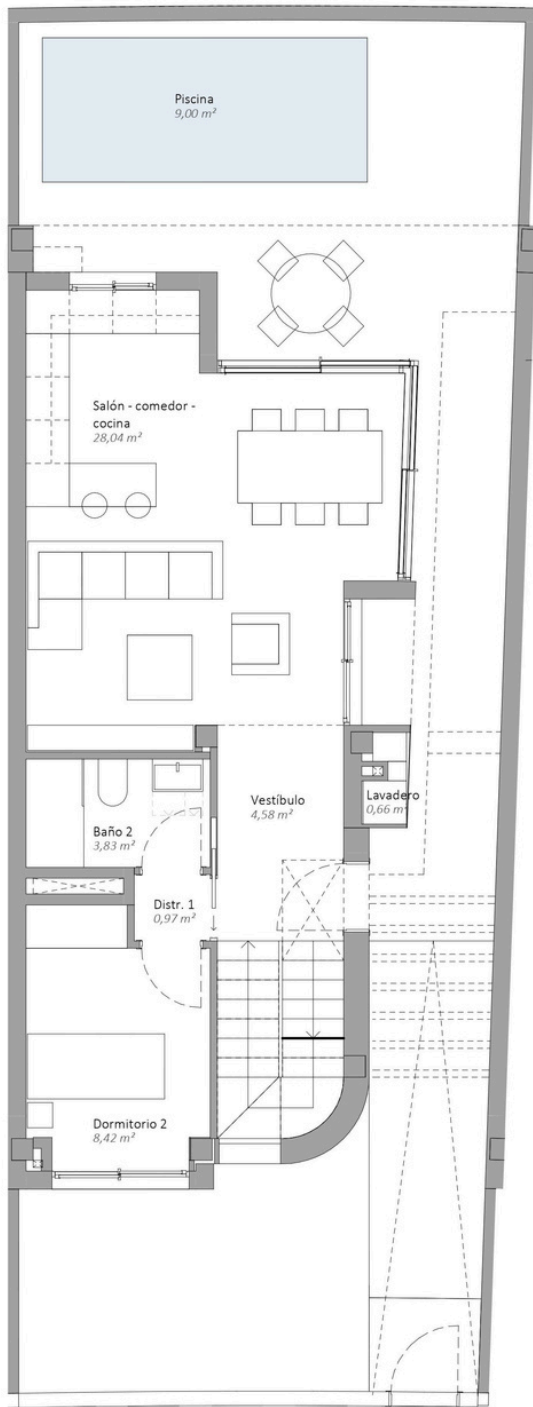 Piscina
9,00 m²
Salón - comedor -
cocina
28,04 m²
Vestíbulo
4,58 m²
Lavadero
0,66 m²
Baño 2
3,83 m²
Distr. 1
0,97 m²
Dormitorio 2
8,42 m²